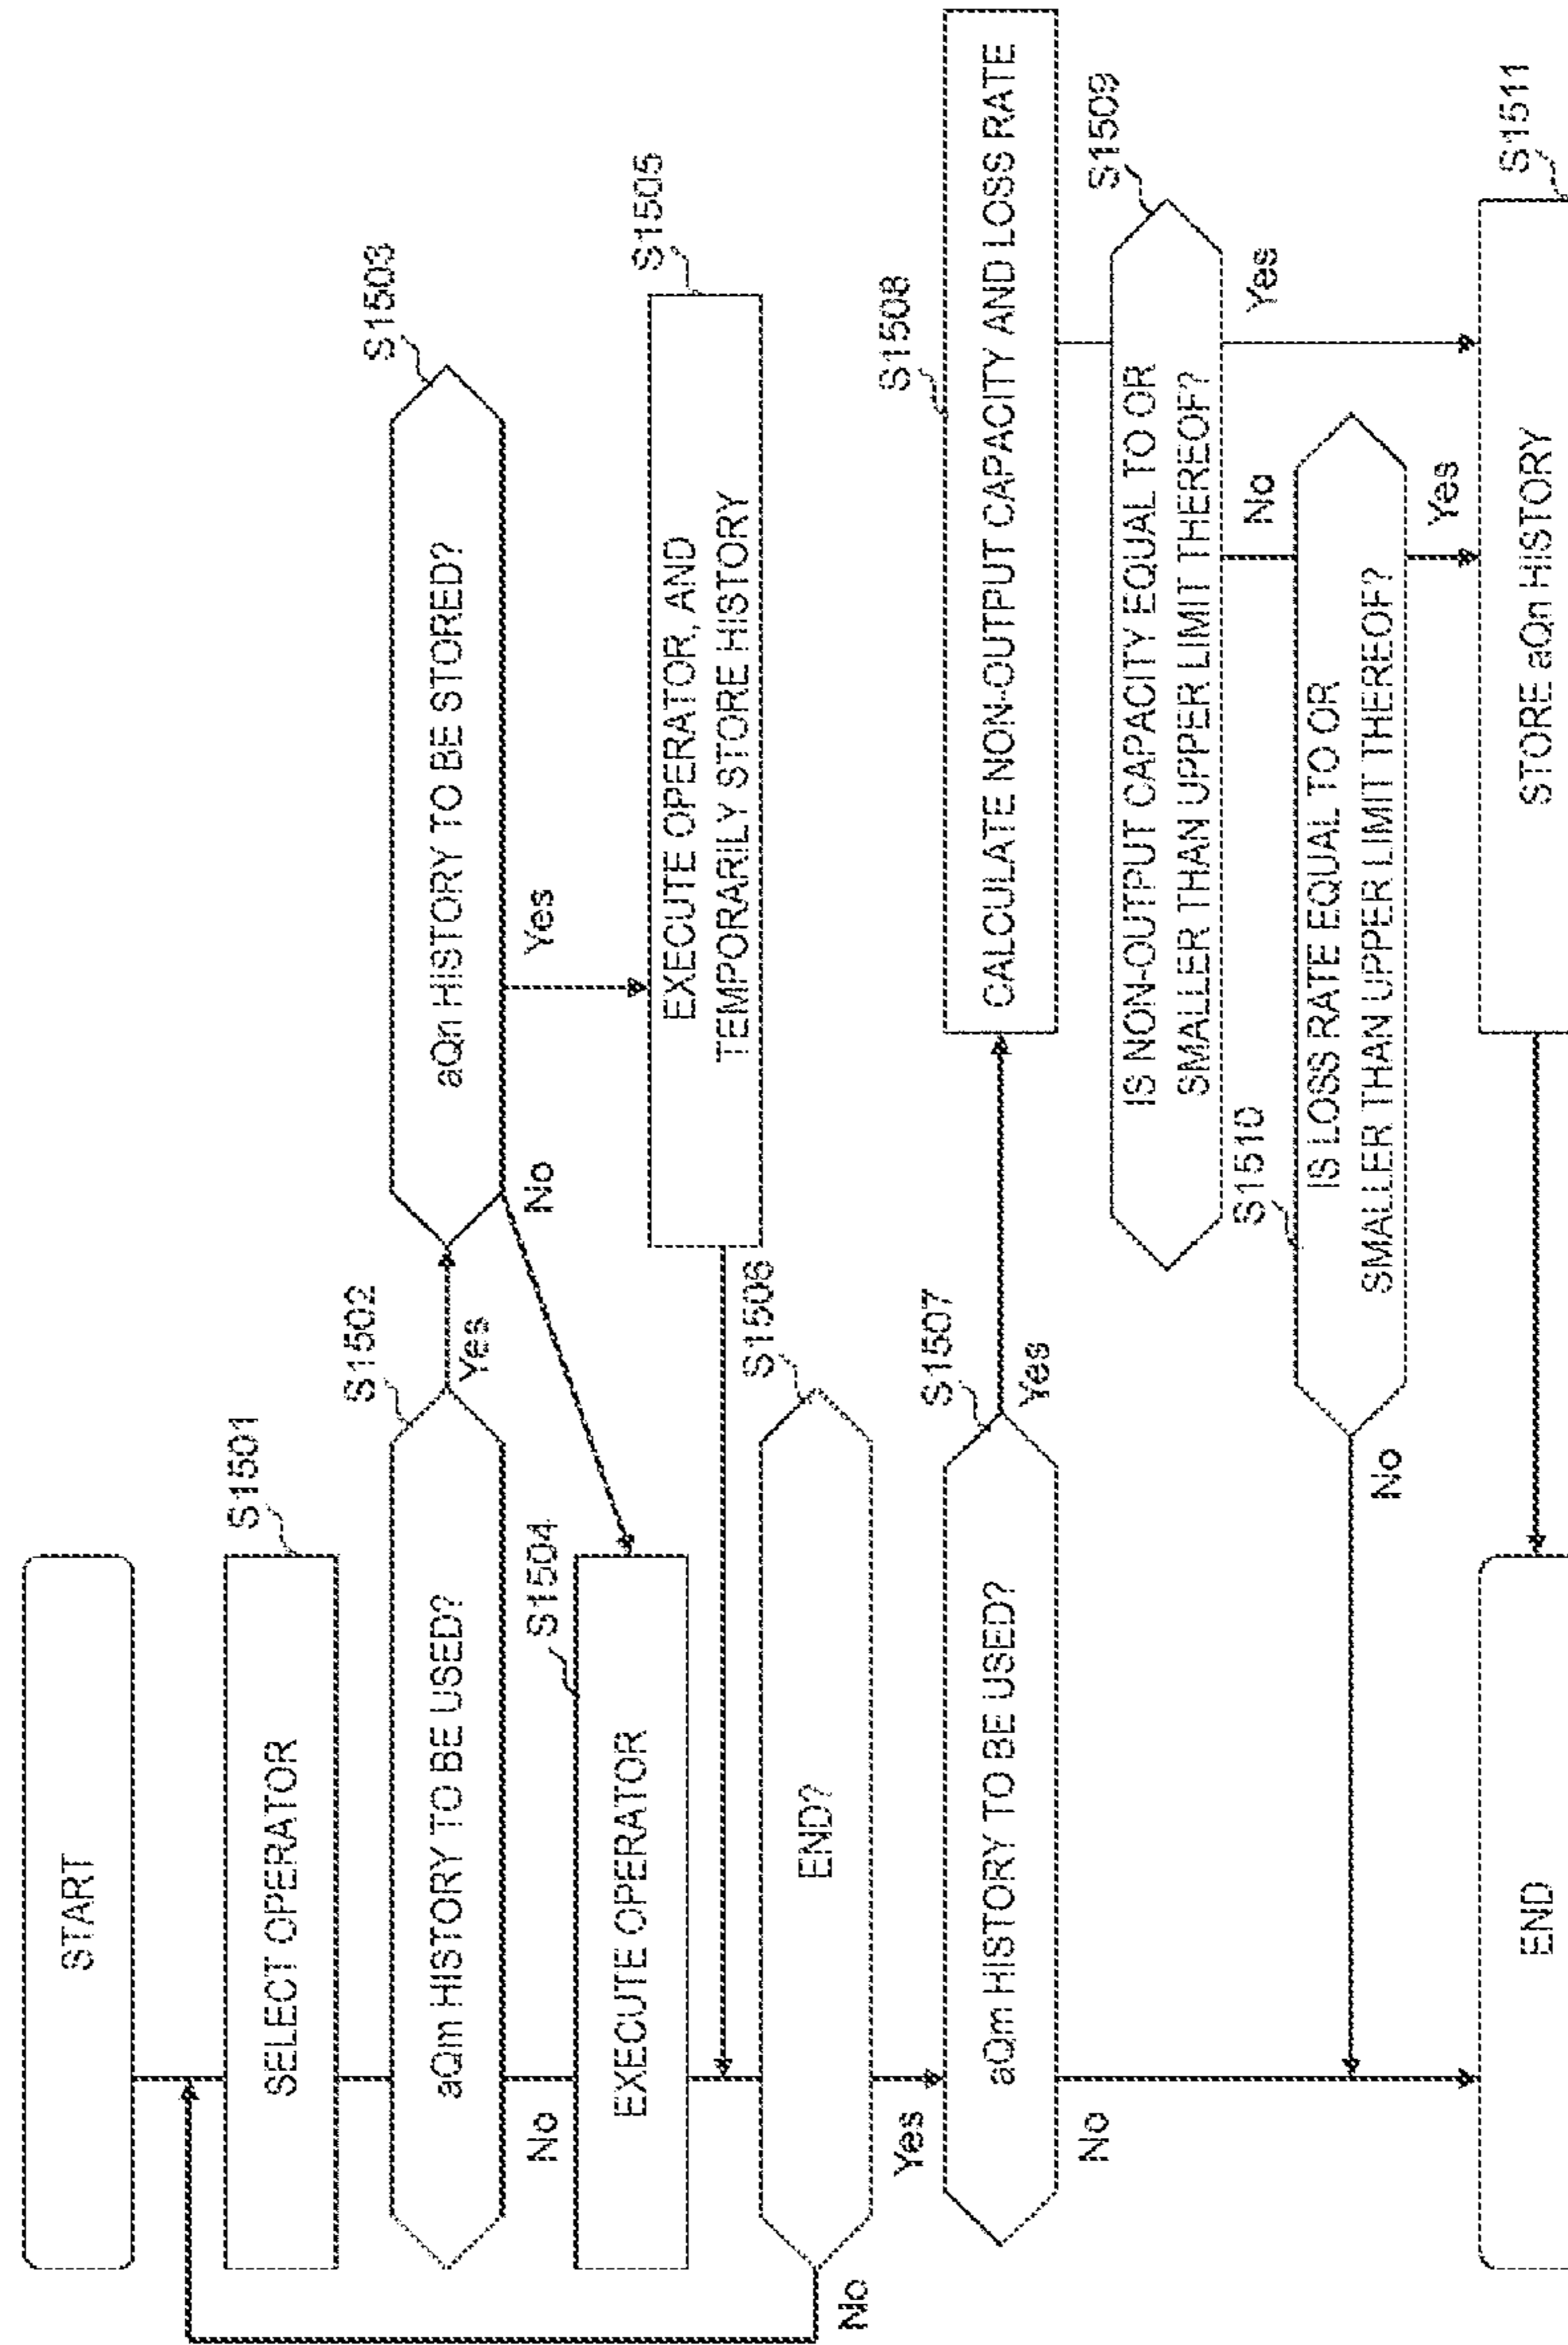 START
S1501
SELECT OPERATOR
S1502
aQm HISTORY TO BE USED?
Yes
No
S1503
aQn HISTORY TO BE STORED?
No
Yes
S1504
EXECUTE OPERATOR
S1505
EXECUTE OPERATOR, AND
TEMPORARILY STORE HISTORY
S1506
END?
No
Yes
S1507
aQm HISTORY TO BE USED?
Yes
No
S1508
CALCULATE NON-OUTPUT CAPACITY AND LOSS RATE
S1509
IS NON-OUTPUT CAPACITY EQUAL TO OR
SMALLER THAN UPPER LIMIT THEREOF?
No
Yes
S1510
IS LOSS RATE EQUAL TO OR
SMALLER THAN UPPER LIMIT THEREOF?
No
Yes
S1511
STORE aQn HISTORY
END